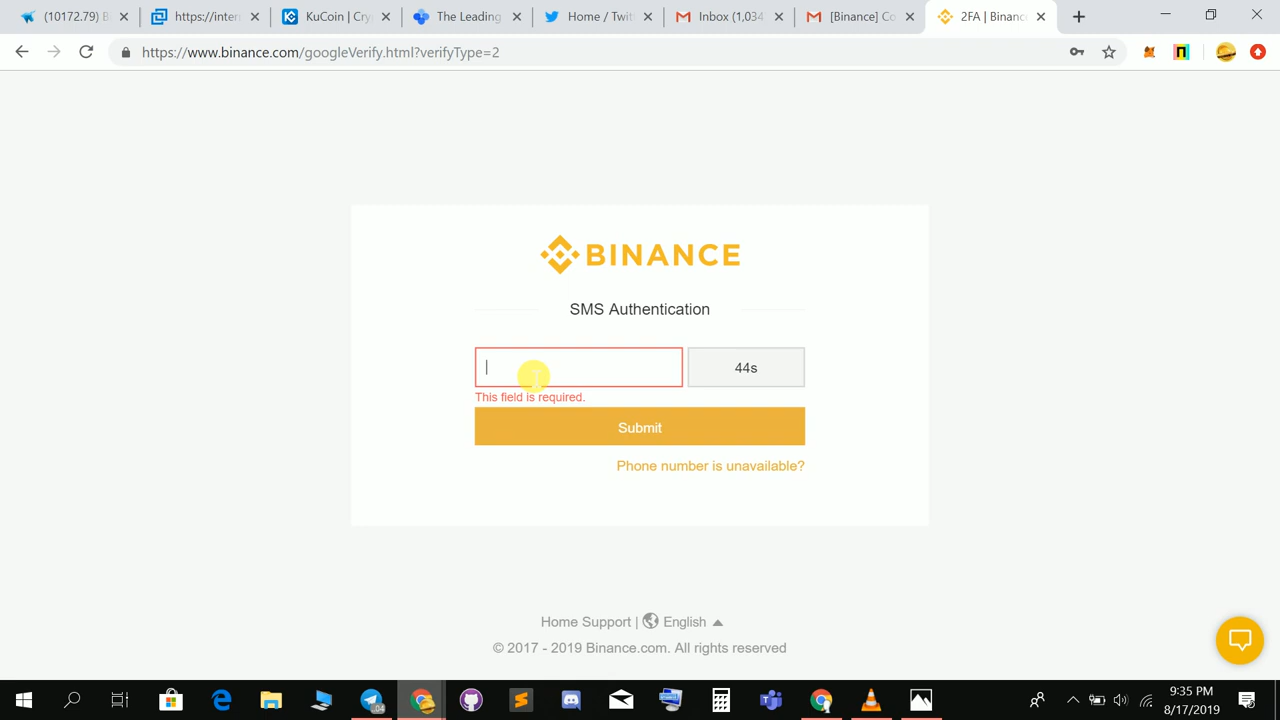 (10172.79) B
https://inter
KuCoin | Cry
The Leading
Home / Twitt
Inbox (1,034
[Binance] Co
2FA | Binanc
https://www.binance.com/googleVerify.html?verifyType=2
BINANCE
SMS Authentication
44s
This field is required.
Submit
Phone number is unavailable?
Home Support | English
© 2017 - 2019 Binance.com. All rights reserved
9:35 PM
8/17/2019